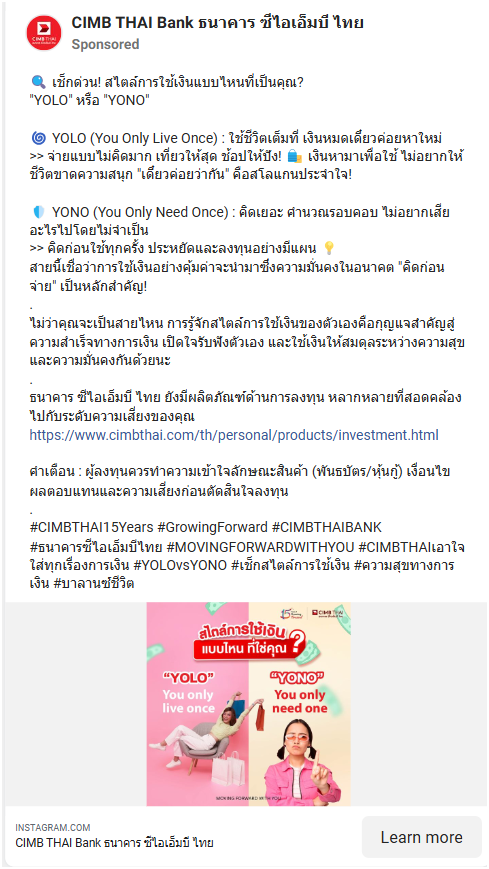 CIMB THAI Bank ธนาคาร ซีไอเอ็มบี ไทย
Sponsored
🔍 เช็กด่วน! สไตล์การใช้เงินแบบไหนที่เป็นคุณ?
"YOLO" หรือ "YONO"
🌀 YOLO (You Only Live Once) : ใช้ชีวิตเต็มที่ เงินหมดเดี๋ยวค่อยหาใหม่
>> จ่ายแบบไม่คิดมาก เที่ยวให้สุด ช้อปให้ปัง! 🛍️ เงินหามาเพื่อใช้ ไม่อยากให้
ชีวิตขาดความสนุก "เดี๋ยวค่อยว่ากัน" คือสโลแกนประจำใจ!
🛡️ YONO (You Only Need Once) : คิดเยอะ คำนวณรอบคอบ ไม่อยากเสีย
อะไรไปโดยไม่จำเป็น
>> คิดก่อนใช้ทุกครั้ง ประหยัดและลงทุนอย่างมีแผน 💡
สายนี้เชื่อว่าการใช้เงินอย่างคุ้มค่าจะนำมาซึ่งความมั่นคงในอนาคต "คิดก่อน
จ่าย" เป็นหลักสำคัญ!
.
ไม่ว่าคุณจะเป็นสายไหน การรู้จักสไตล์การใช้เงินของตัวเองคือกุญแจสำคัญสู่
ความสำเร็จทางการเงิน เปิดใจรับฟังตัวเอง และใช้เงินให้สมดุลระหว่างความสุข
และความมั่นคงกันด้วยนะ
.
ธนาคาร ซีไอเอ็มบี ไทย ยังมีผลิตภัณฑ์ด้านการลงทุน หลากหลายที่สอดคล้อง
ไปกับระดับความเสี่ยงของคุณ
https://www.cimbthai.com/th/personal/products/investment.html
คำเตือน : ผู้ลงทุนควรทำความเข้าใจลักษณะสินค้า (พันธบัตร/หุ้นกู้) เงื่อนไข
ผลตอบแทนและความเสี่ยงก่อนตัดสินใจลงทุน
.
#CIMBTHAI15Years #GrowingForward #CIMBTHAIBANK
#ธนาคารซีไอเอ็มบีไทย #MOVINGFORWARDWITHYOU #CIMBTHAIเอาใจ
ใส่ทุกเรื่องการเงิน #YOLOvsYONO #เช็กสไตล์การใช้เงิน #ความสุขทางการ
เงิน #บาลานซ์ชีวิต
CIMB THAI
สไตล์การใช้เงิน
แบบไหน ที่ใช่คุณ ?
"YOLO"
You only
live once
"YONO"
You only
need one
MOVING FORWARD WITH YOU
INSTAGRAM.COM
CIMB THAI Bank ธนาคาร ซีไอเอ็มบี ไทย
Learn more